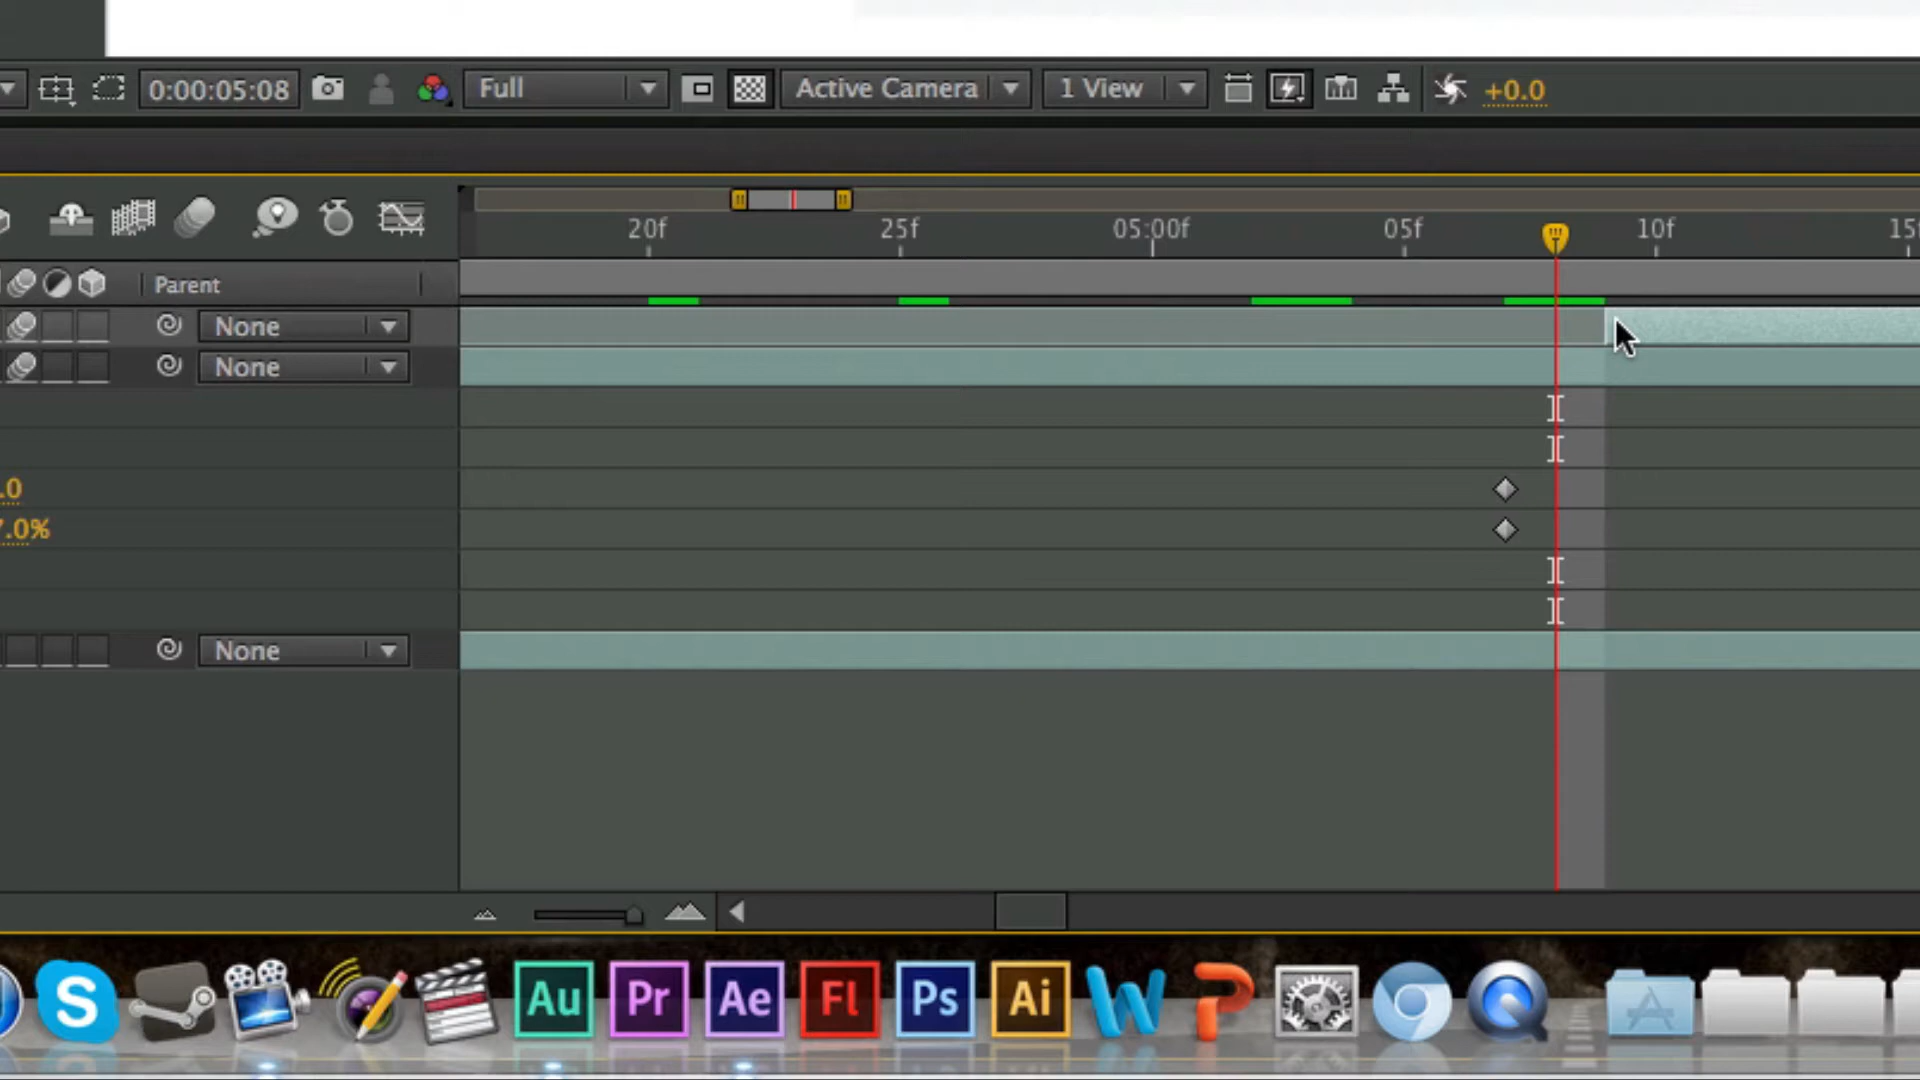 0:00:05:08 Full Active Camera 1 View +0.0
20f 25f 05:00f 05f 10f 15f
Parent
None
None
.0
7.0%
None
S Au Pr Ae Fl Ps Ai W P